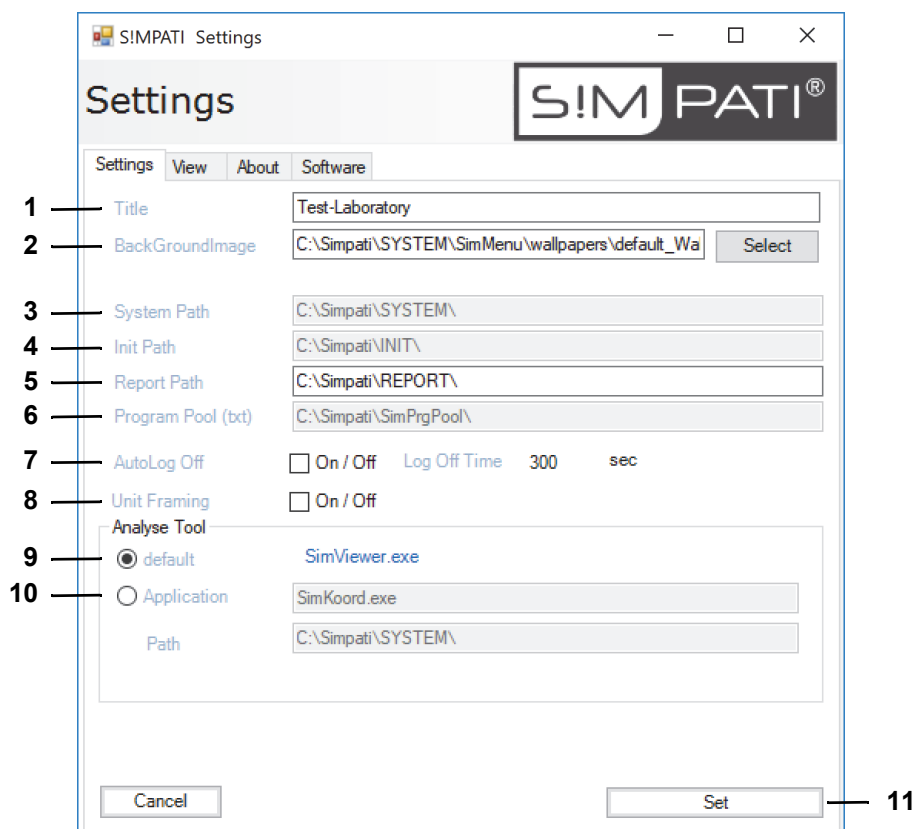 S!MPATI Settings
Settings
S!M PATI®
Settings View About Software
1 Title Test-Laboratory
2 BackGroundImage C:\Simpati\SYSTEM\SimMenu\wallpapers\default_Wa Select
3 System Path C:\Simpati\SYSTEM\
4 Init Path C:\Simpati\INIT\
5 Report Path C:\Simpati\REPORT\
6 Program Pool (txt) C:\Simpati\SimPrgPool\
7 AutoLog Off On / Off Log Off Time 300 sec
8 Unit Framing On / Off
Analyse Tool
9 default SimViewer.exe
10 Application SimKoord.exe
Path C:\Simpati\SYSTEM\
Cancel Set 11